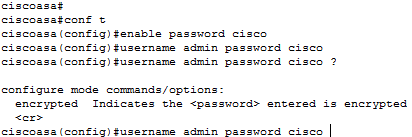 ciscoasa#
ciscoasa#conf t
ciscoasa(config)#enable password cisco
ciscoasa(config)#username admin password cisco
ciscoasa(config)#username admin password cisco ?
configure mode commands/options:
encrypted  Indicates the <password> entered is encrypted
<cr>
ciscoasa(config)#username admin password cisco